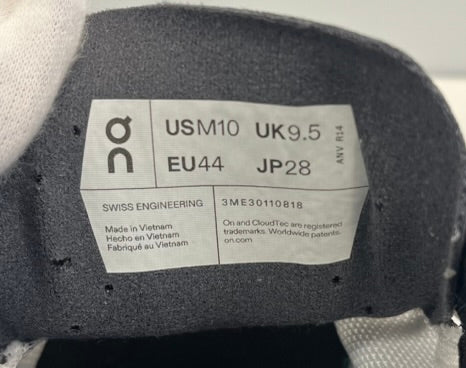 On
USM10 UK9.5
EU44 JP28
ANV R14
SWISS ENGINEERING
3ME30110818
Made in Vietnam
Hecho en Vietnam
Fabriqué au Vietnam
On and CloudTec are registered
trademarks. Worldwide patents.
on.com